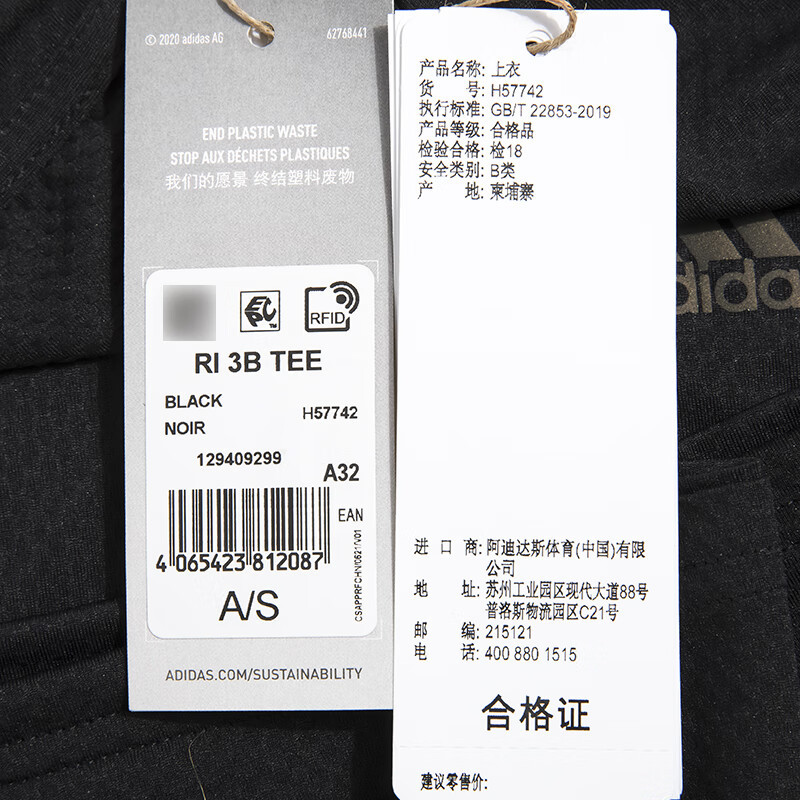 © 2020 adidas AG
62768441
END PLASTIC WASTE
STOP AUX DÉCHETS PLASTIQUES
我们的愿景 终结塑料废物
EPC™
RFID
RI 3B TEE
BLACK
NOIR
H57742
129409299
A32
EAN
4 065423 812087
A/S
ADIDAS.COM/SUSTAINABILITY
产品名称: 上衣
货 号: H57742
执行标准: GB/T 22853-2019
产品等级: 合格品
检验合格: 检18
安全类别: B类
产 地: 柬埔寨
进 口 商: 阿迪达斯体育(中国)有限
公司
地 址: 苏州工业园区现代大道88号
普洛斯物流园区C21号
邮 编: 215121
电 话: 400 880 1515
合格证
建议零售价:
adidas